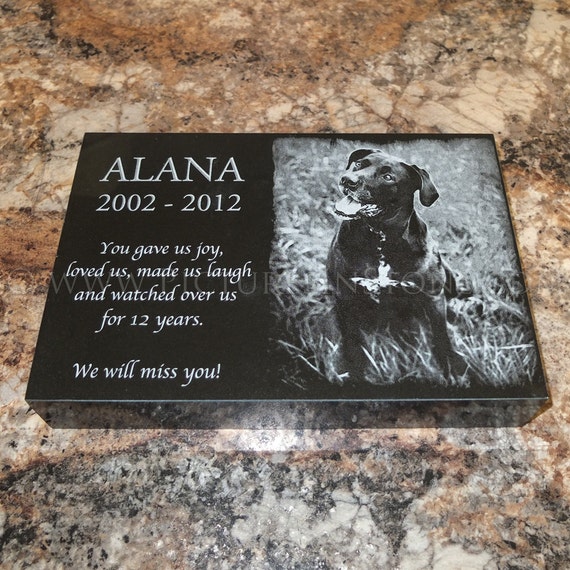 ALANA
2002 - 2012
You gave us joy,
loved us, made us laugh
and watched over us
for 12 years.
We will miss you!